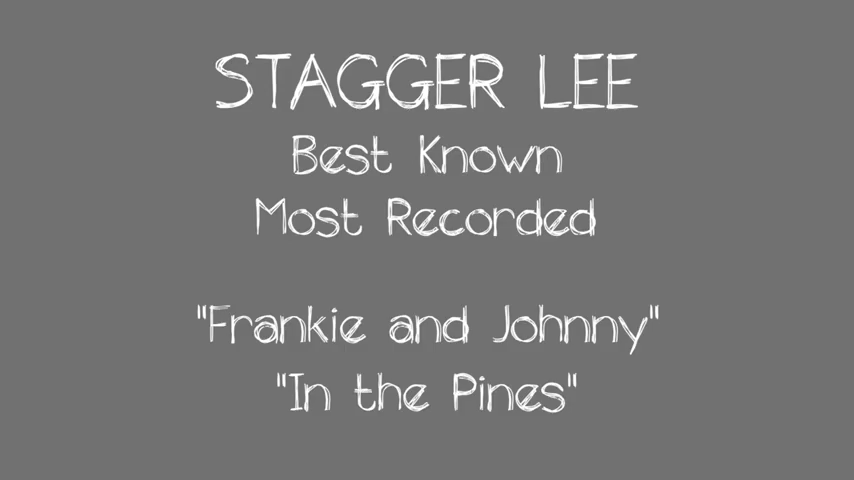 STAGGER LEE
Best Known
Most Recorded
"Frankie and Johnny"
"In the Pines"